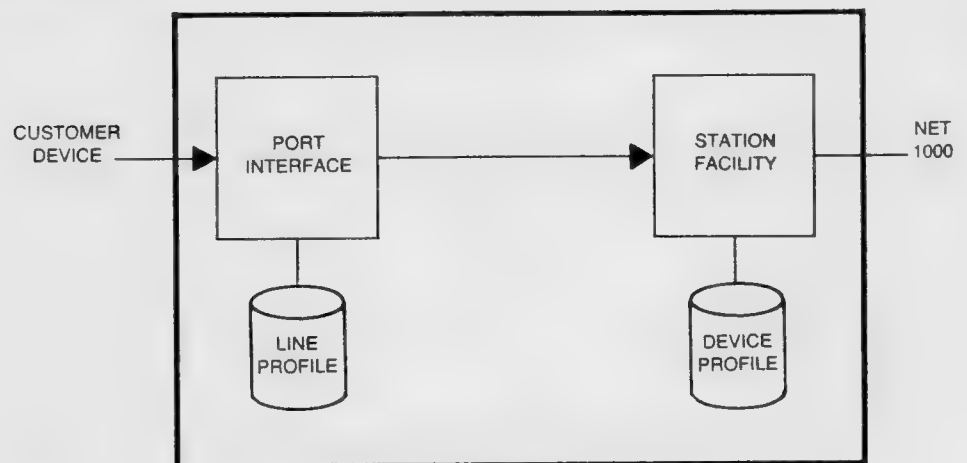 CUSTOMER
DEVICE
PORT
INTERFACE
STATION
FACILITY
NET
1000
LINE
PROFILE
DEVICE
PROFILE